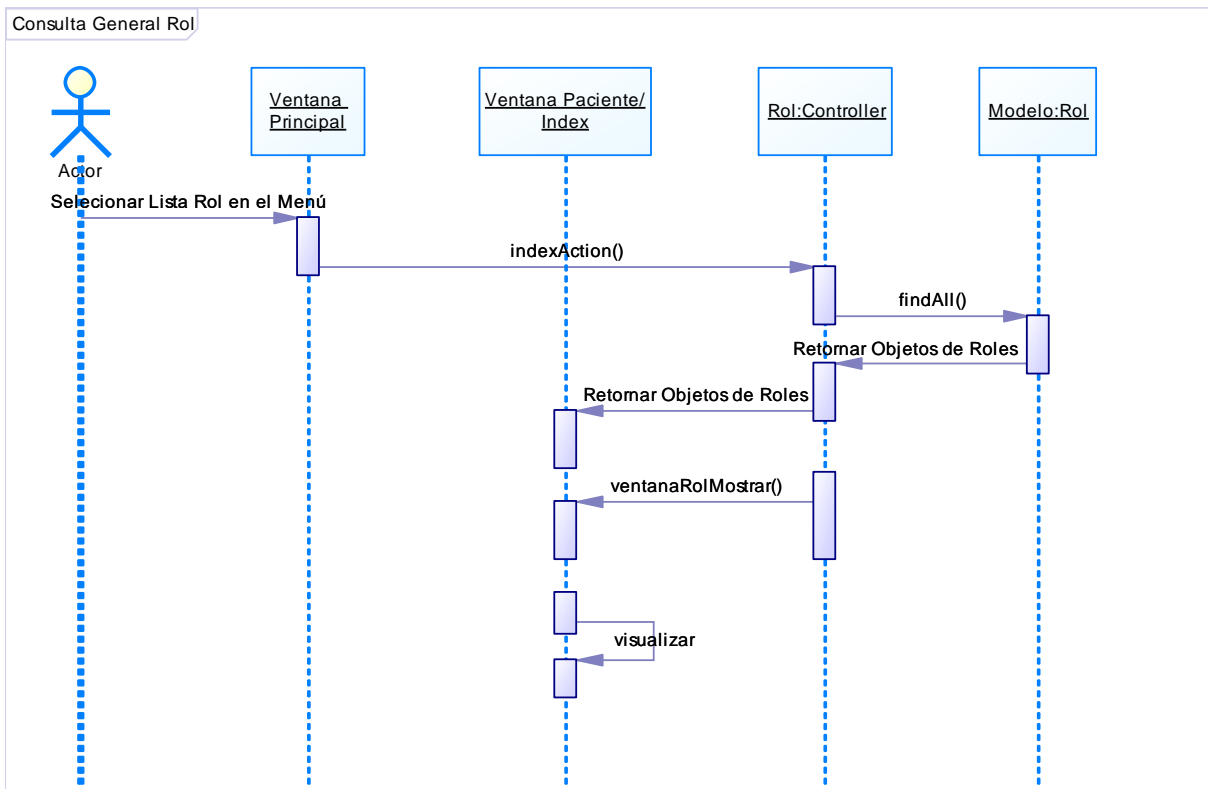 Consulta General Rol
Ventana
Principal
Ventana Paciente/
Index
Rol:Controller
Modelo:Rol
Actor
Selecionar Lista Rol en el Menú
indexAction()
findAll()
Retornar Objetos de Roles
Retornar Objetos de Roles
ventanaRolMostrar()
visualizar